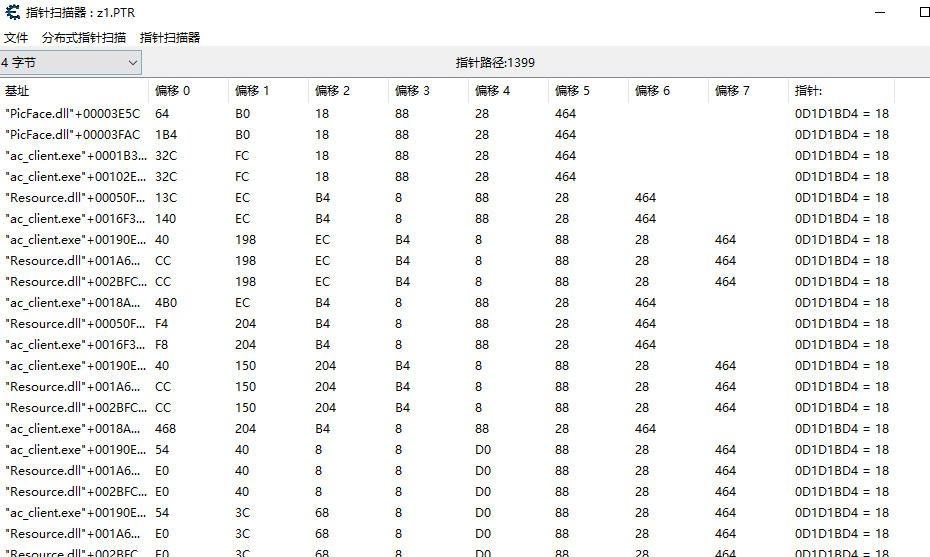 指针扫描器 : z1.PTR
文件 分布式指针扫描 指针扫描器
4 字节 指针路径:1399
基址 偏移 0 偏移 1 偏移 2 偏移 3 偏移 4 偏移 5 偏移 6 偏移 7 指针:
"PicFace.dll"+00003E5C 64 B0 18 88 28 464 0D1D1BD4 = 18
"PicFace.dll"+00003FAC 1B4 B0 18 88 28 464 0D1D1BD4 = 18
"ac_client.exe"+0001B3... 32C FC 18 88 28 464 0D1D1BD4 = 18
"ac_client.exe"+00102E... 32C FC 18 88 28 464 0D1D1BD4 = 18
"Resource.dll"+00050F... 13C EC B4 8 88 28 464 0D1D1BD4 = 18
"ac_client.exe"+0016F3... 140 EC B4 8 88 28 464 0D1D1BD4 = 18
"ac_client.exe"+00190E... 40 198 EC B4 8 88 28 464 0D1D1BD4 = 18
"Resource.dll"+001A6... CC 198 EC B4 8 88 28 464 0D1D1BD4 = 18
"Resource.dll"+002BFC... CC 198 EC B4 8 88 28 464 0D1D1BD4 = 18
"ac_client.exe"+0018A... 4B0 EC B4 8 88 28 464 0D1D1BD4 = 18
"Resource.dll"+00050F... F4 204 B4 8 88 28 464 0D1D1BD4 = 18
"ac_client.exe"+0016F3... F8 204 B4 8 88 28 464 0D1D1BD4 = 18
"ac_client.exe"+00190E... 40 150 204 B4 8 88 28 464 0D1D1BD4 = 18
"Resource.dll"+001A6... CC 150 204 B4 8 88 28 464 0D1D1BD4 = 18
"Resource.dll"+002BFC... CC 150 204 B4 8 88 28 464 0D1D1BD4 = 18
"ac_client.exe"+0018A... 468 204 B4 8 88 28 464 0D1D1BD4 = 18
"ac_client.exe"+00190E... 54 40 8 8 D0 88 28 464 0D1D1BD4 = 18
"Resource.dll"+001A6... E0 40 8 8 D0 88 28 464 0D1D1BD4 = 18
"Resource.dll"+002BFC... E0 40 8 8 D0 88 28 464 0D1D1BD4 = 18
"ac_client.exe"+00190E... 54 3C 68 8 D0 88 28 464 0D1D1BD4 = 18
"Resource.dll"+001A6... E0 3C 68 8 D0 88 28 464 0D1D1BD4 = 18
"Resource.dll"+002BFC... E0 3C 68 8 D0 88 28 464 0D1D1BD4 = 18